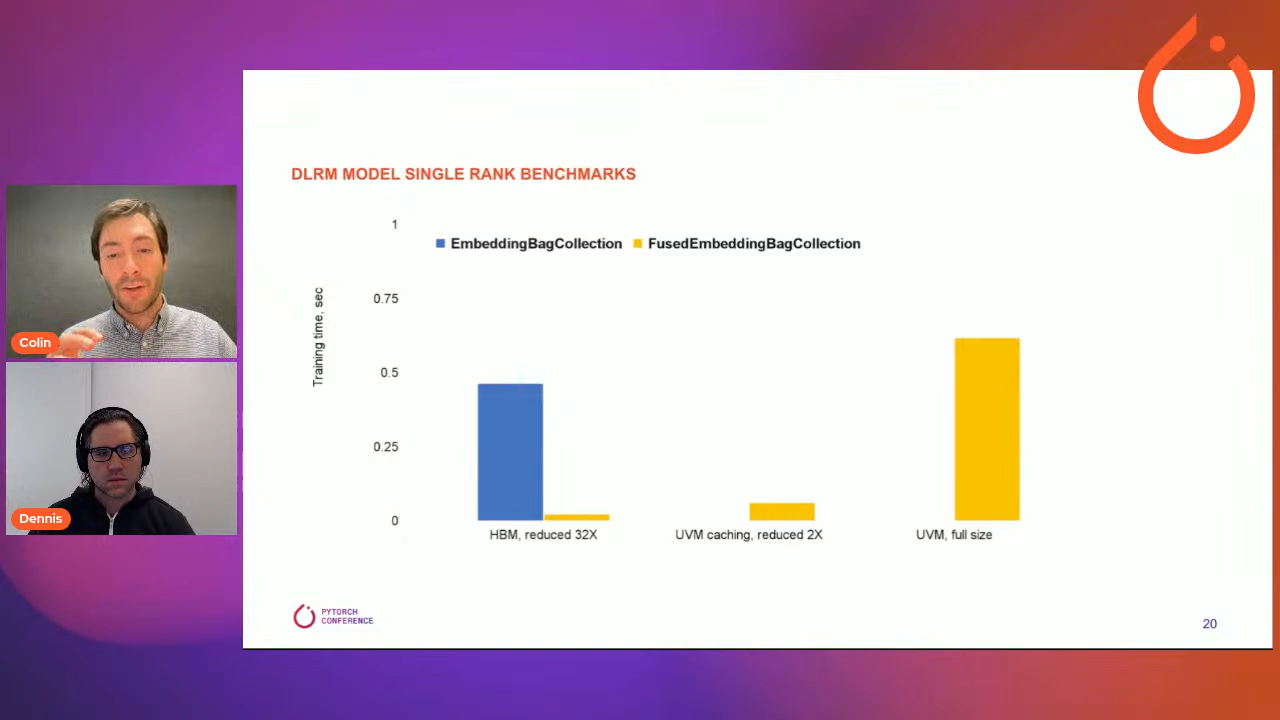 DLRM MODEL SINGLE RANK BENCHMARKS
1
EmbeddingBagCollection FusedEmbeddingBagCollection
0.75
Training time, sec
0.5
0.25
0
HBM, reduced 32X
UVM caching, reduced 2X
UVM, full size
Colin
Dennis
PYTORCH
CONFERENCE
20